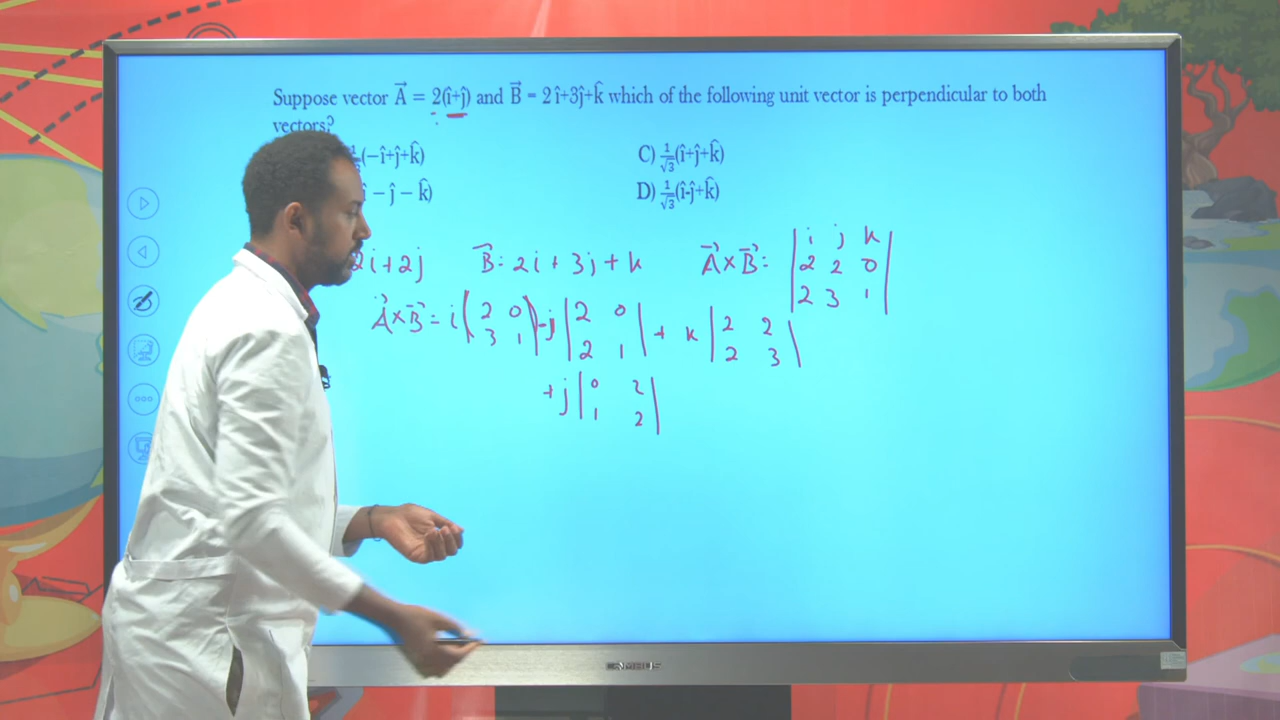 Suppose vector A⃗ = 2(î+ĵ) and B⃗ = 2 î+3ĵ+k̂ which of the following unit vector is perpendicular to both
vectors?
(−î+ĵ+k̂) C) 1/√3 (î+ĵ+k̂)
− ĵ − k̂) D) 1/√3 (î-ĵ+k̂)
2i+2j B⃗: 2i + 3j + k A⃗×B⃗: | i j k |
| 2 2 0 |
| 2 3 1 |
A⃗×B⃗ = i | 2 0 | -j | 2 0 | + k | 2 2 |
| 3 1 | | 2 1 | | 2 3 |
+j | 0 2 |
| 1 2 |